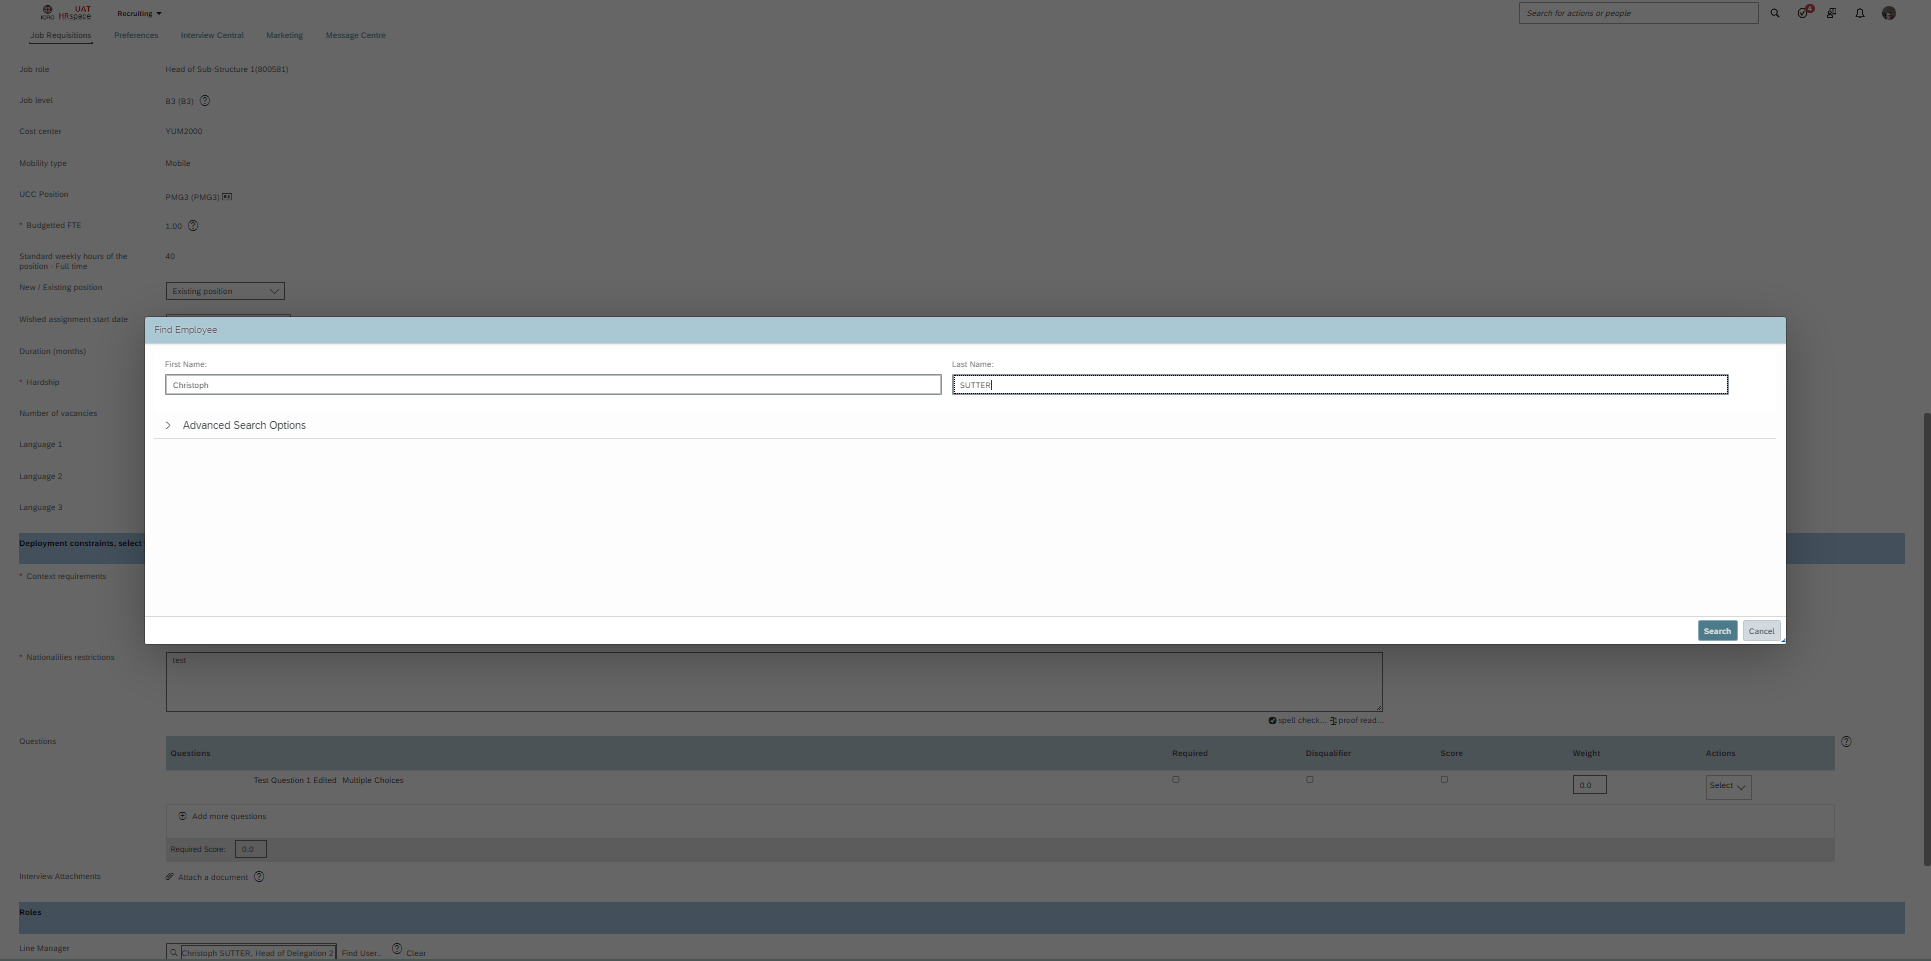 UAT
ICRC HRspace
Recruiting
Search for actions or people
4
Job Requisitions Preferences Interview Central Marketing Message Centre
Job role Head of Sub-Structure 1(800581)
Job level B3 (B3)
Cost center YUM2000
Mobility type Mobile
UCC Position PMG3 (PMG3)
* Budgetted FTE 1.00
Standard weekly hours of the
position - Full time
40
New / Existing position Existing position
Wished assignment start date
Find Employee
Duration (months)
First Name: Last Name:
* Hardship
Christoph SUTTER
Number of vacancies
Advanced Search Options
Language 1
Language 2
Language 3
Deployment constraints, select
* Context requirements
Search Cancel
* Nationalities restrictions
test
spell check... proof read...
Questions
Questions Required Disqualifier Score Weight Actions
Test Question 1 Edited Multiple Choices 0.0 Select
Add more questions
Required Score: 0.0
Interview Attachments Attach a document
Roles
Line Manager Christoph SUTTER, Head of Delegation 2 Find User... Clear